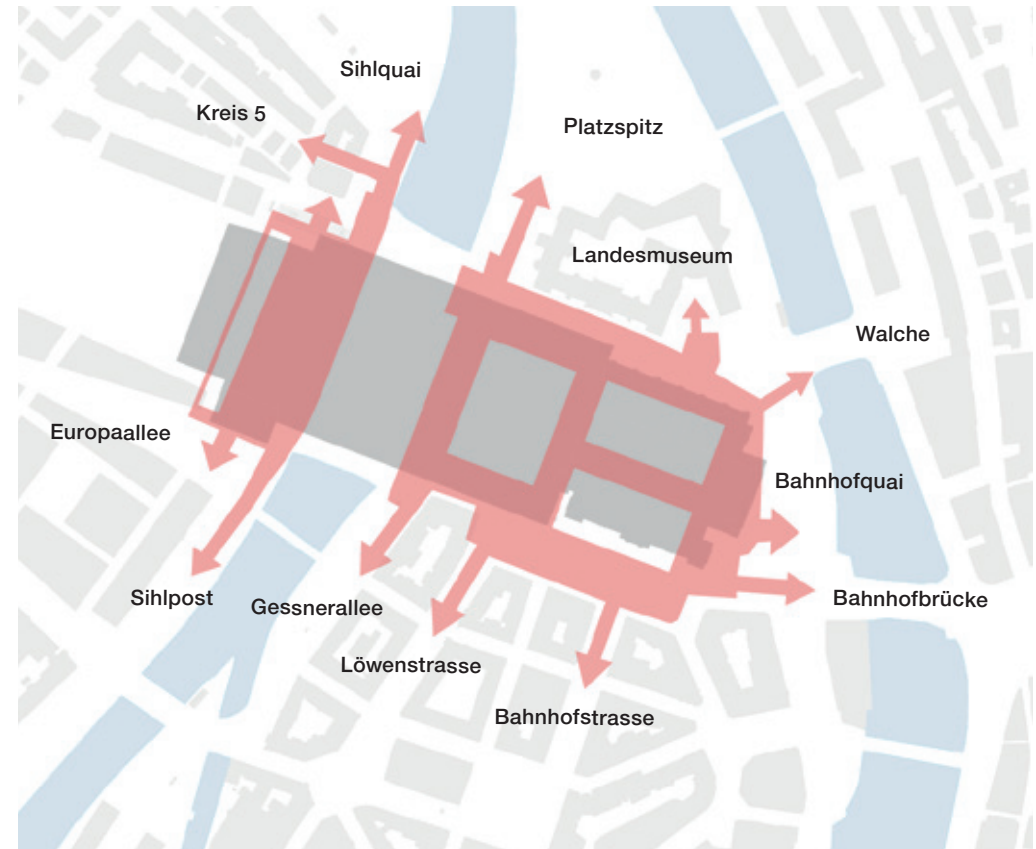 Sihlquai
Kreis 5
Platzspitz
Landesmuseum
Walche
Europaallee
Bahnhofquai
Sihlpost
Gessnerallee
Bahnhofbrücke
Löwenstrasse
Bahnhofstrasse